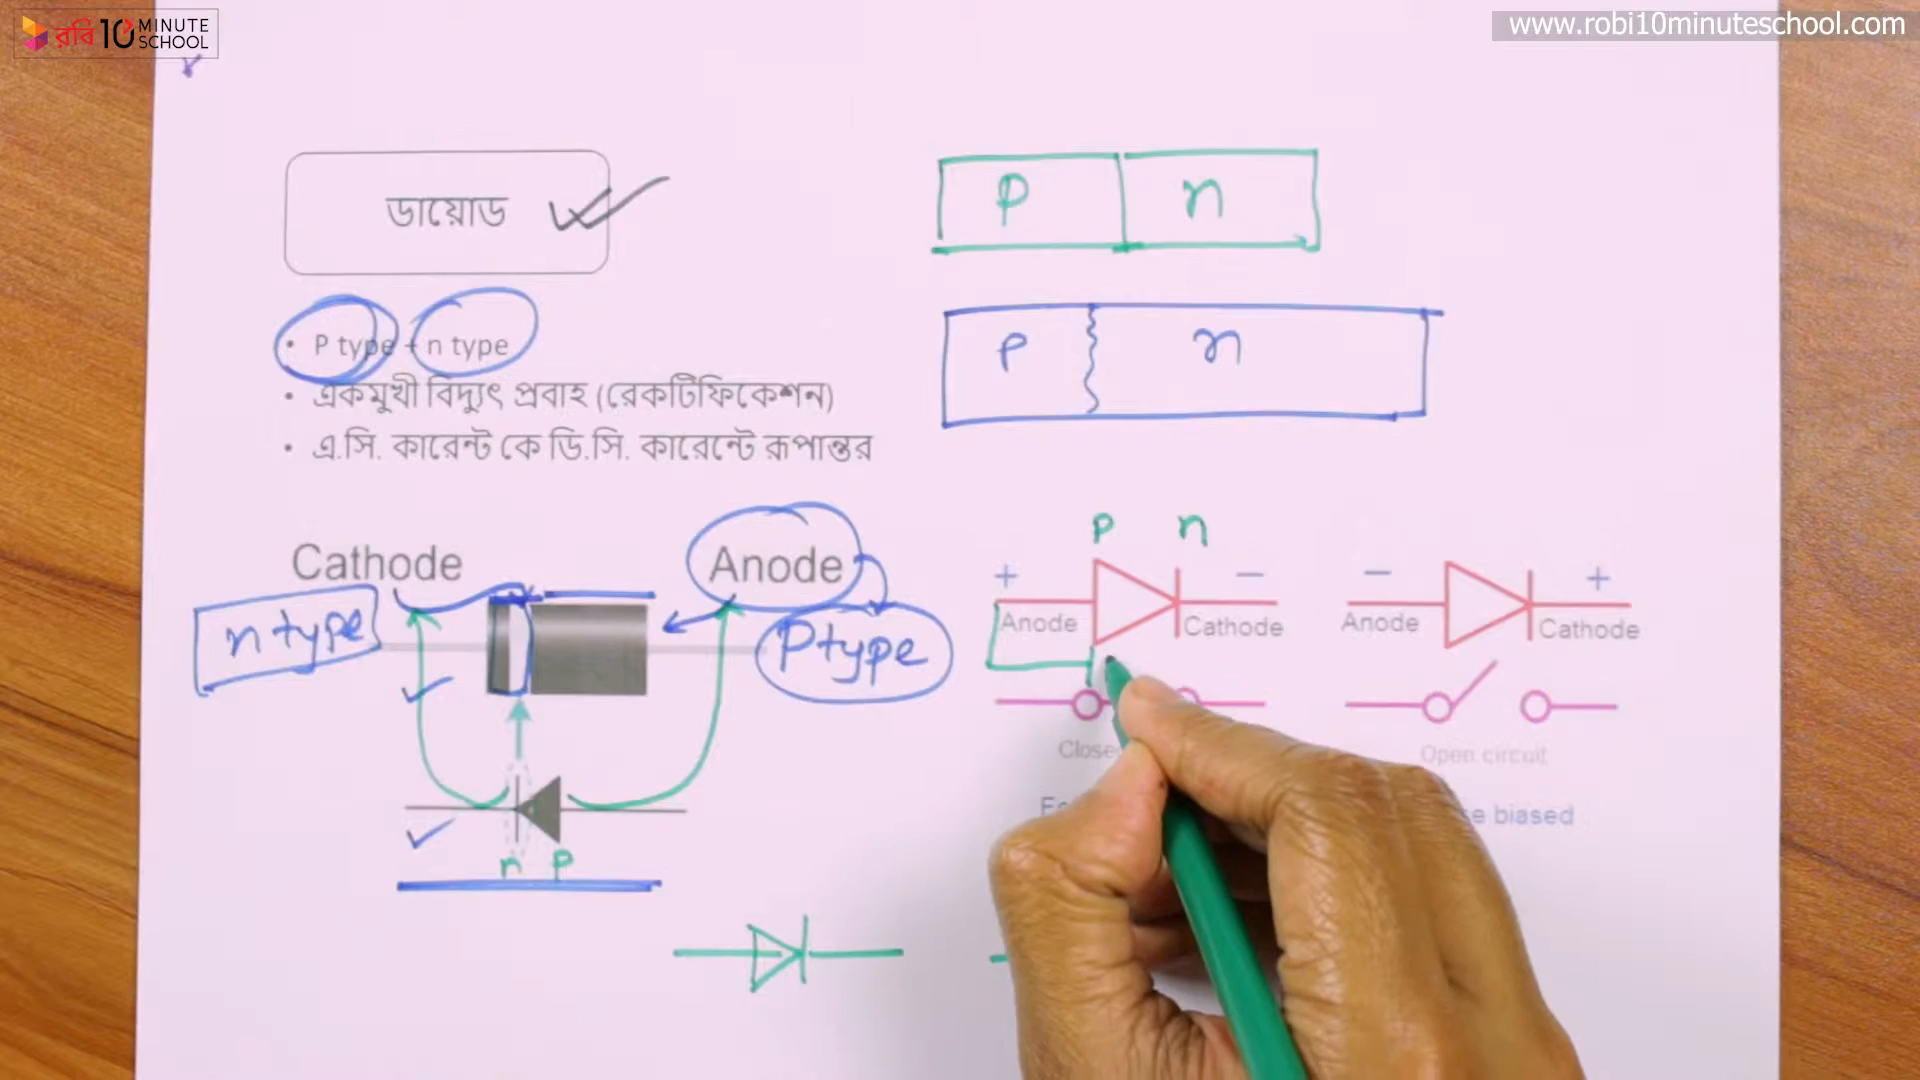 রবি 10 MINUTE SCHOOL
www.robi10minuteschool.com
ডায়োড
P n
• P type + n type
P n
• একমুখী বিদ্যুৎ প্রবাহ (রেকটিফিকেশন)
• এ.সি. কারেন্ট কে ডি.সি. কারেন্টে রূপান্তর
Cathode Anode
n type
P type
n P
P n
+ −
Anode Cathode
− +
Anode Cathode
Open circuit
biased